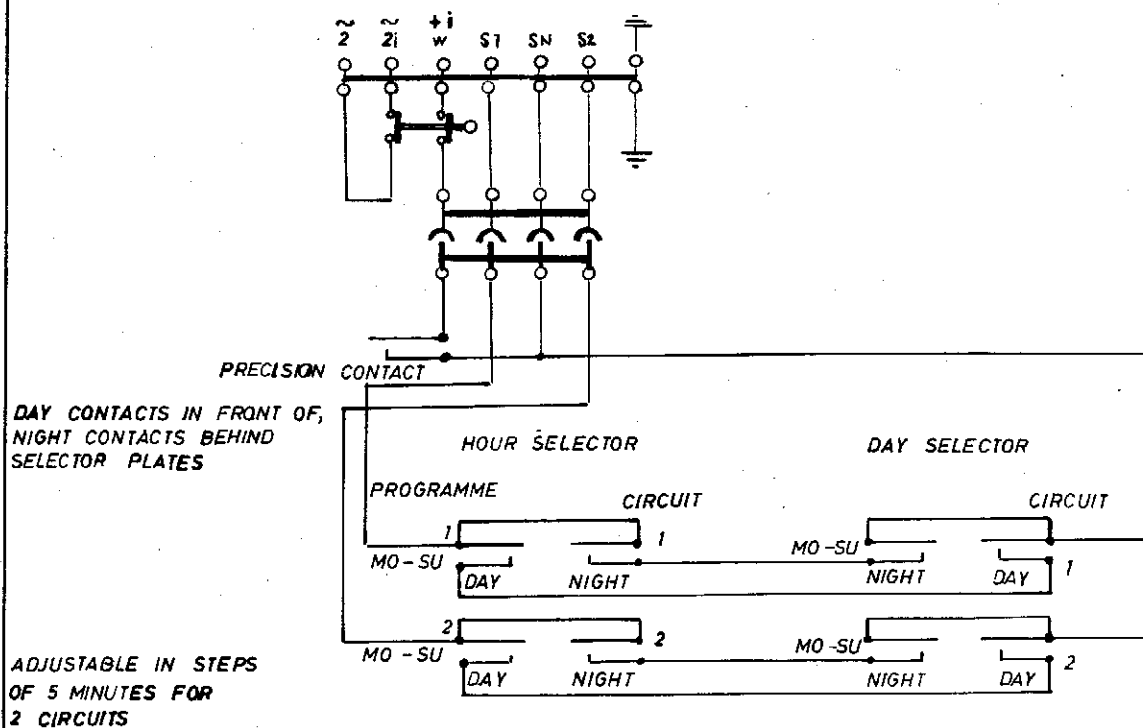 ~ ~ +i
2 2i w S1 SN S2
PRECISION CONTACT
DAY CONTACTS IN FRONT OF,
NIGHT CONTACTS BEHIND
SELECTOR PLATES
HOUR SELECTOR DAY SELECTOR
PROGRAMME CIRCUIT CIRCUIT
1 1
MO-SU MO-SU 1
DAY NIGHT NIGHT DAY
2 2
MO-SU MO-SU 2
DAY NIGHT NIGHT DAY
ADJUSTABLE IN STEPS
OF 5 MINUTES FOR
2 CIRCUITS